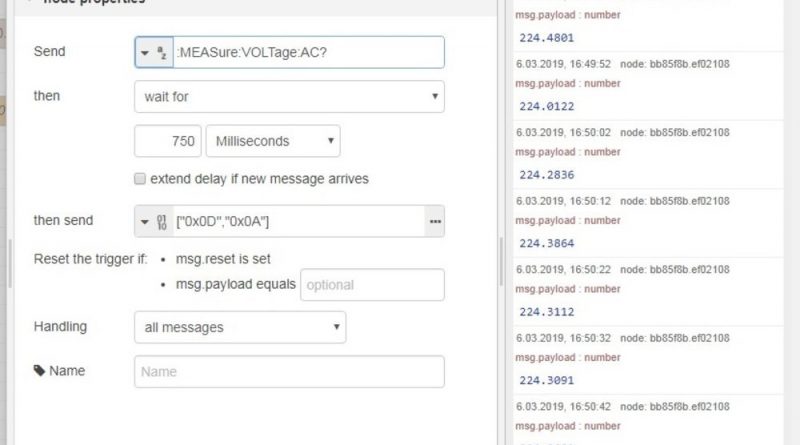 node properties
Send
az
:MEASure:VOLTage:AC?
then
wait for
750
Milliseconds
extend delay if new message arrives
then send
01
10
["0x0D","0x0A"]
•••
Reset the trigger if:
• msg.reset is set
• msg.payload equals
optional
Handling
all messages
Name
Name
msg.payload : number
224.4801
6.03.2019, 16:49:52 node: bb85f8b.ef02108
msg.payload : number
224.0122
6.03.2019, 16:50:02 node: bb85f8b.ef02108
msg.payload : number
224.2836
6.03.2019, 16:50:12 node: bb85f8b.ef02108
msg.payload : number
224.3864
6.03.2019, 16:50:22 node: bb85f8b.ef02108
msg.payload : number
224.3112
6.03.2019, 16:50:32 node: bb85f8b.ef02108
msg.payload : number
224.3091
6.03.2019, 16:50:42 node: bb85f8b.ef02108
msg.payload : number